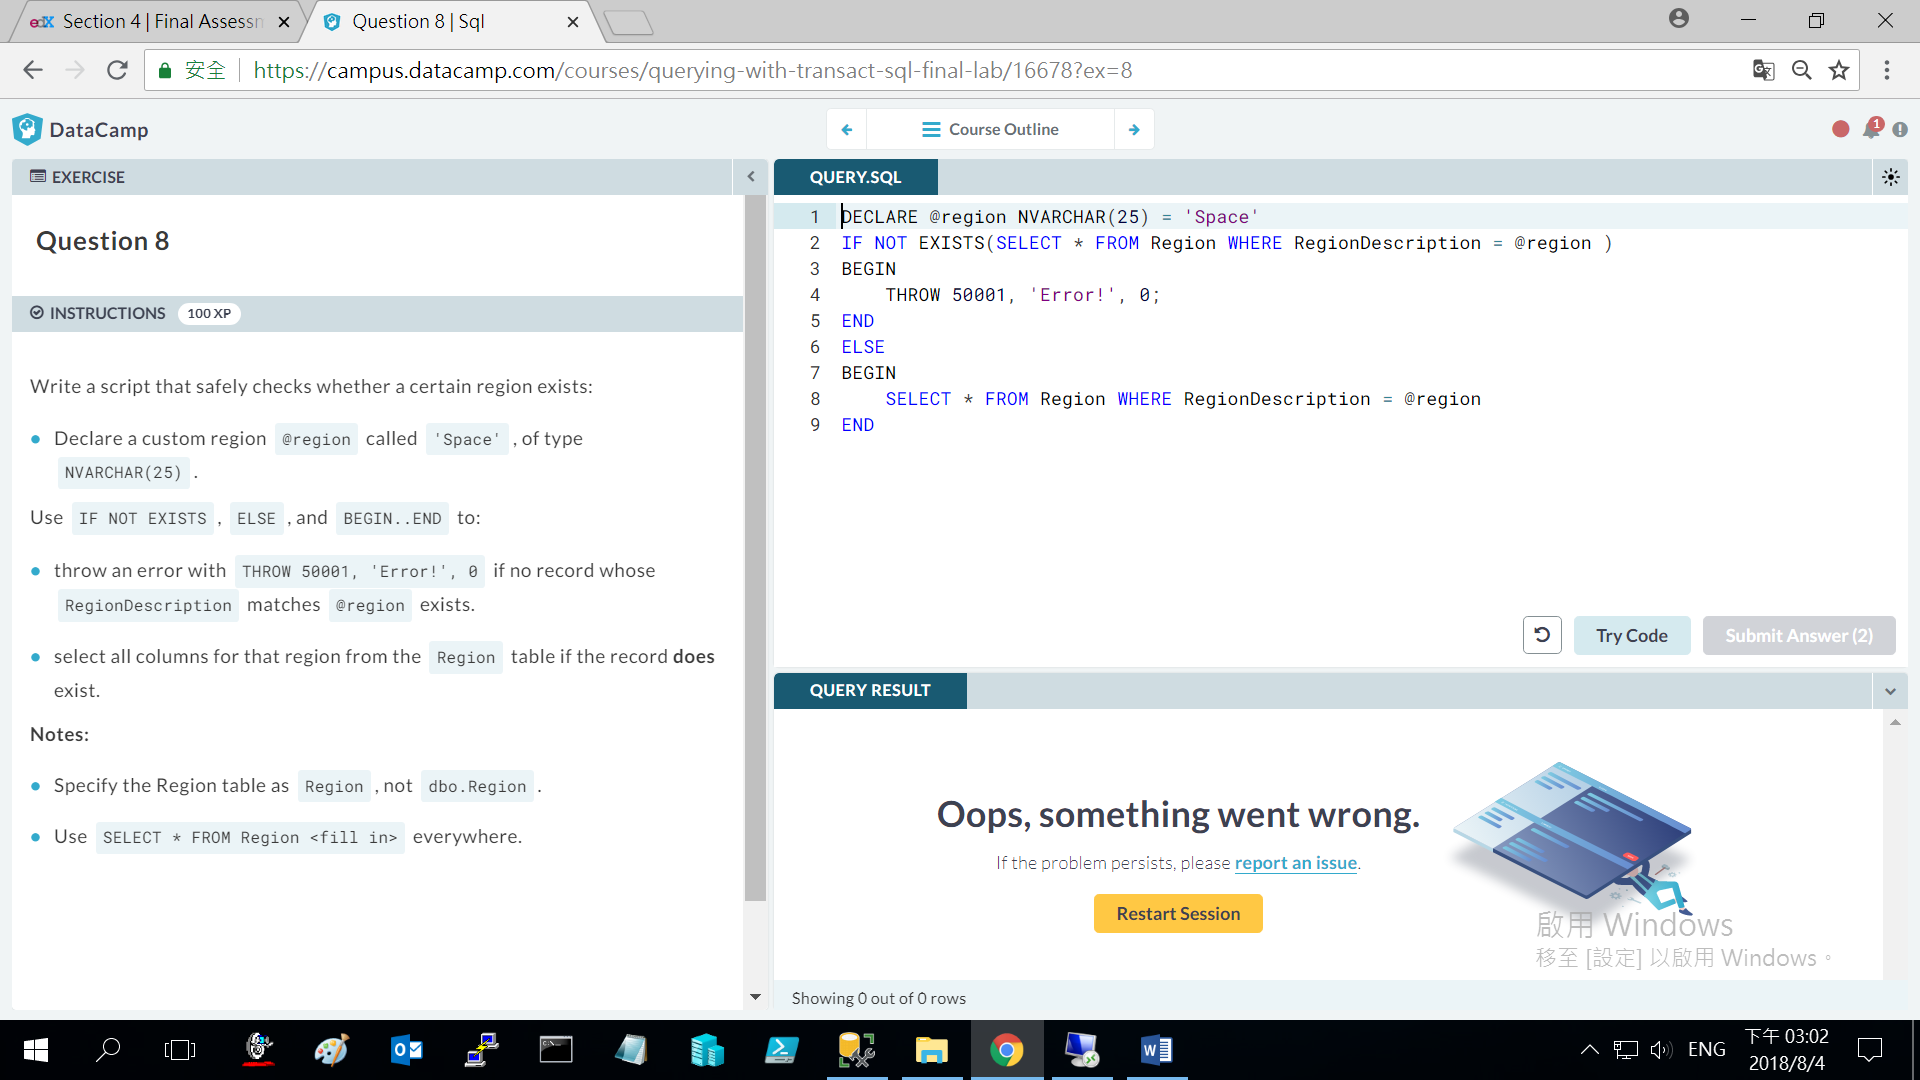 edX Section 4 | Final Assessm
Question 8 | Sql
安全
https://campus.datacamp.com/courses/querying-with-transact-sql-final-lab/16678?ex=8
DataCamp
Course Outline
1
EXERCISE
Question 8
INSTRUCTIONS 100 XP
Write a script that safely checks whether a certain region exists:
Declare a custom region @region called 'Space' , of type
NVARCHAR(25) .
Use IF NOT EXISTS , ELSE , and BEGIN..END to:
throw an error with THROW 50001, 'Error!', 0 if no record whose
RegionDescription matches @region exists.
select all columns for that region from the Region table if the record does
exist.
Notes:
Specify the Region table as Region , not dbo.Region .
Use SELECT * FROM Region <fill in> everywhere.
QUERY.SQL
1 DECLARE @region NVARCHAR(25) = 'Space'
2 IF NOT EXISTS(SELECT * FROM Region WHERE RegionDescription = @region )
3 BEGIN
4 THROW 50001, 'Error!', 0;
5 END
6 ELSE
7 BEGIN
8 SELECT * FROM Region WHERE RegionDescription = @region
9 END
Try Code
Submit Answer (2)
QUERY RESULT
Oops, something went wrong.
If the problem persists, please report an issue.
Restart Session
啟用 Windows
移至 [設定] 以啟用 Windows。
Showing 0 out of 0 rows
ENG
下午 03:02
2018/8/4